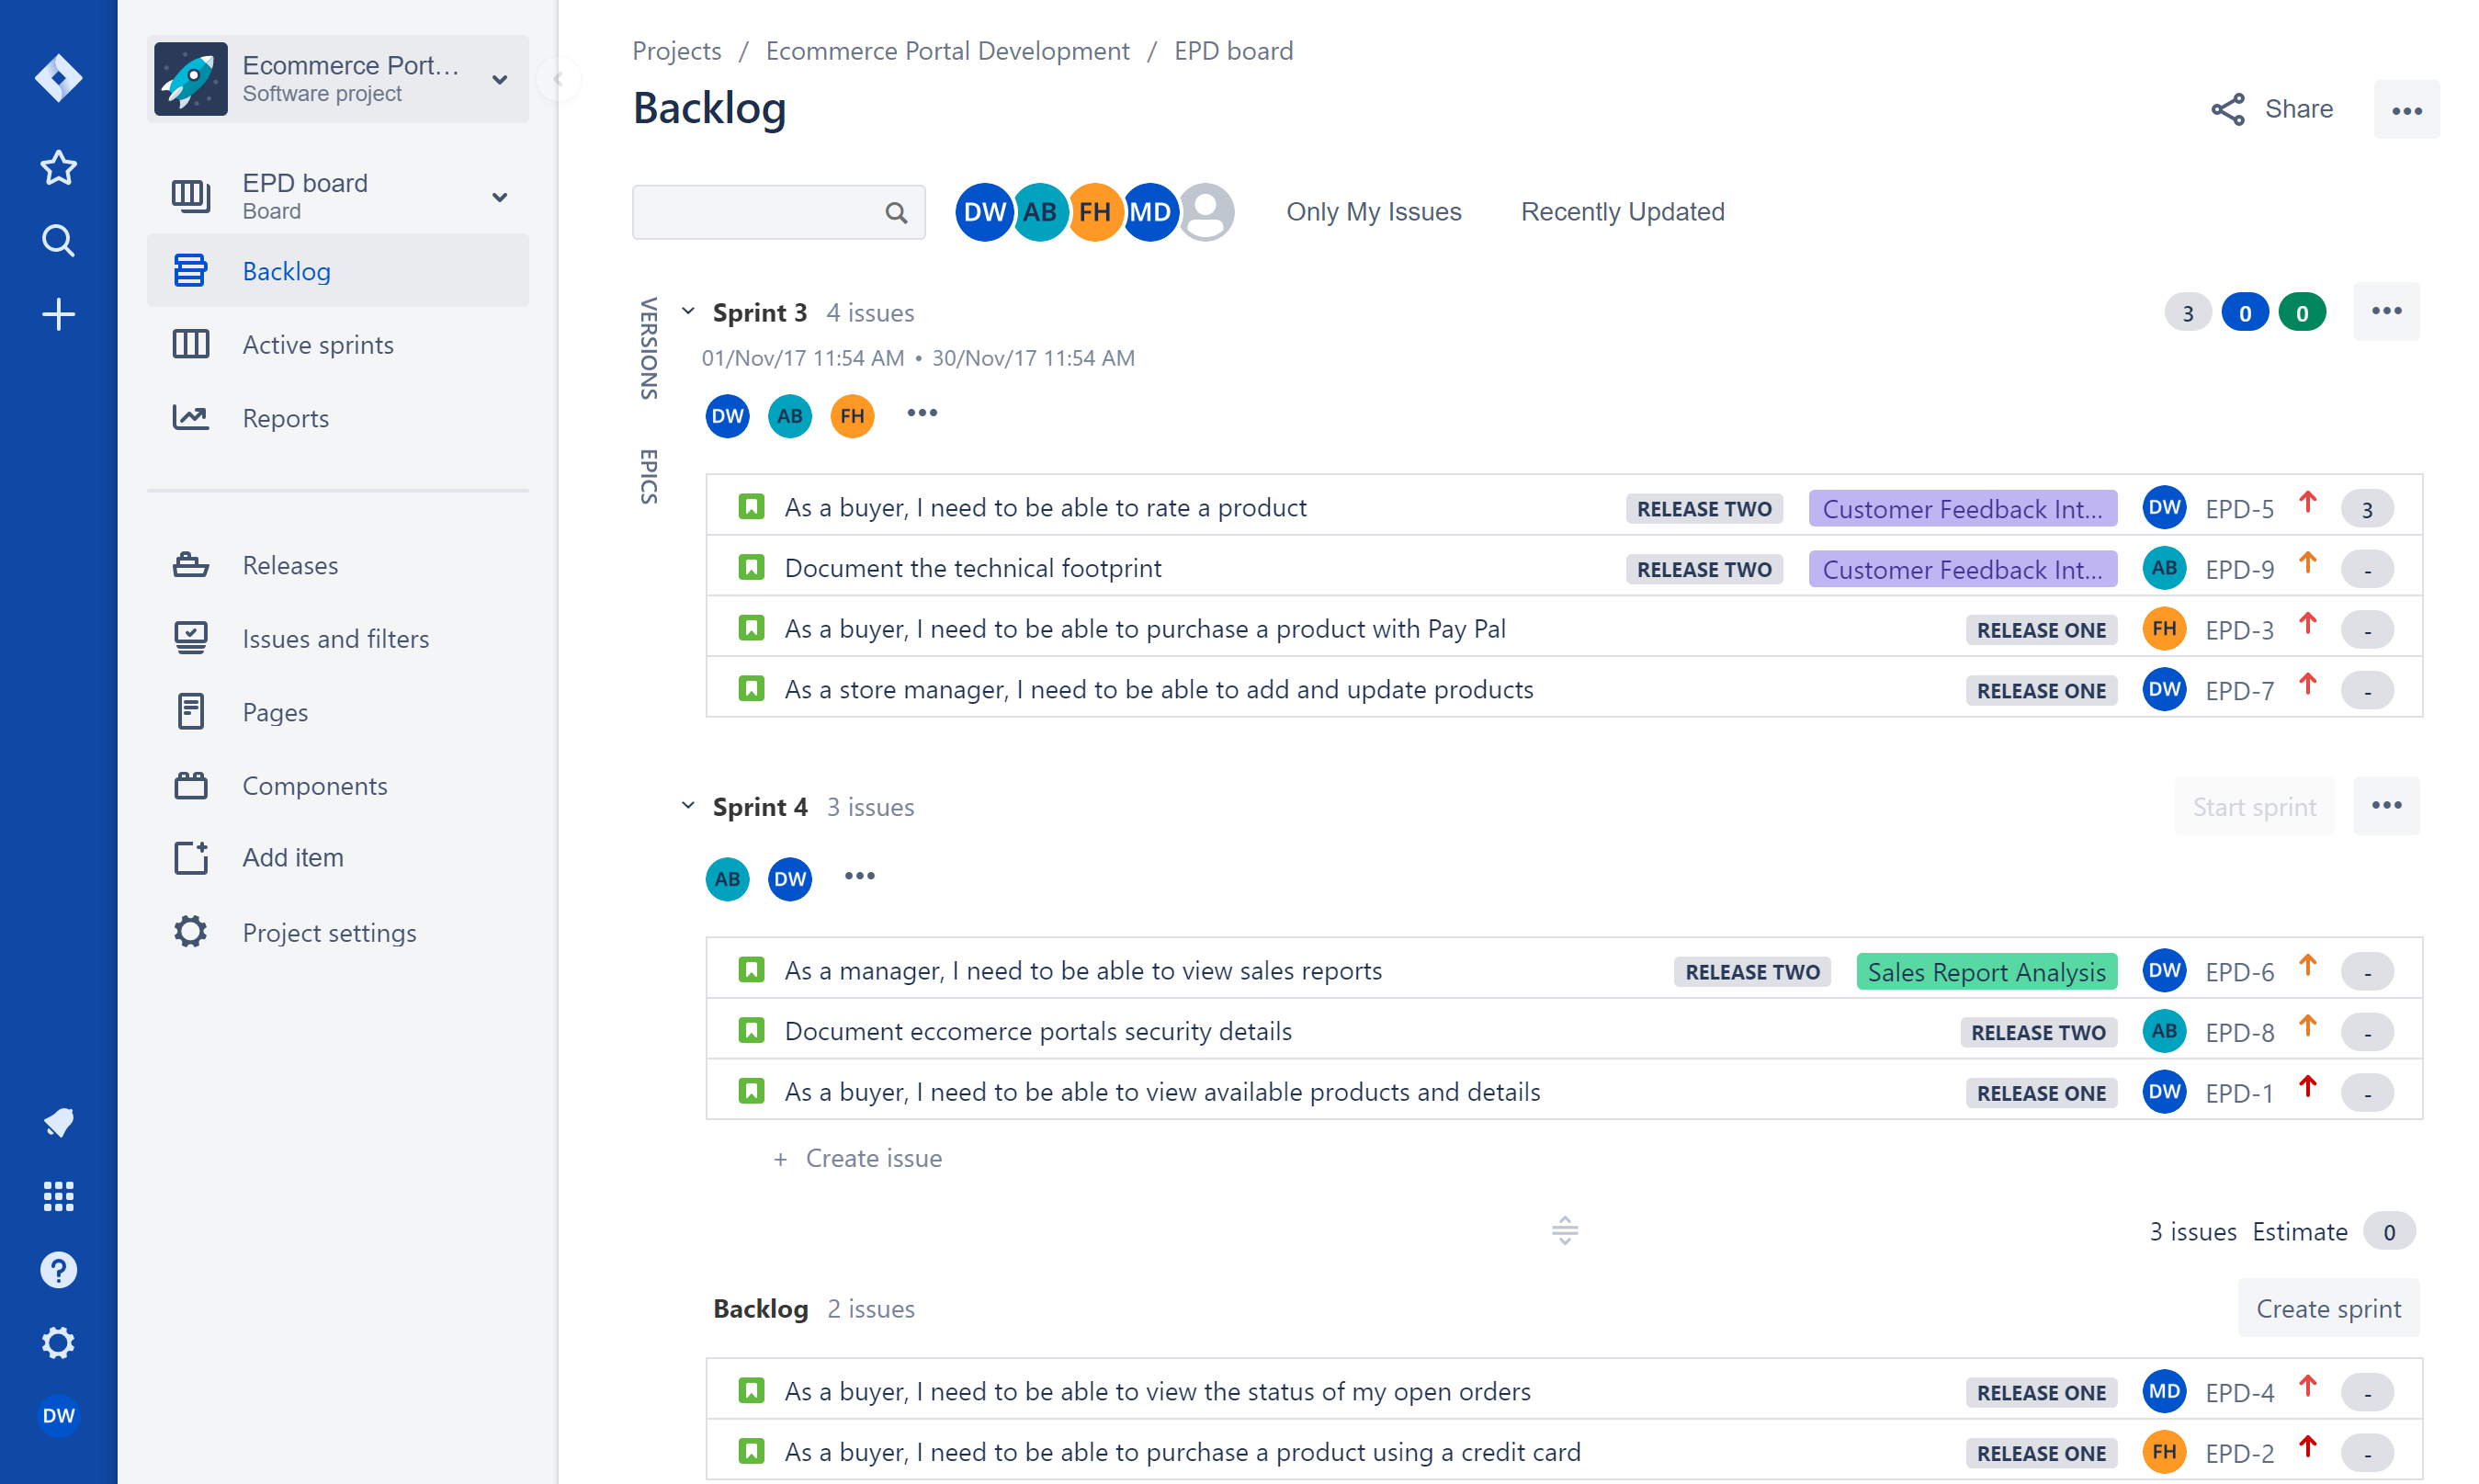 Ecommerce Port...
Software project
EPD board
Board
Backlog
Active sprints
Reports
Releases
Issues and filters
Pages
Components
Add item
Project settings
DW
Projects / Ecommerce Portal Development / EPD board
Backlog
Share
DW AB FH MD Only My Issues Recently Updated
VERSIONS
EPICS
Sprint 3 4 issues 3 0 0
01/Nov/17 11:54 AM • 30/Nov/17 11:54 AM
DW AB FH
As a buyer, I need to be able to rate a product RELEASE TWO Customer Feedback Int... DW EPD-5 3
Document the technical footprint RELEASE TWO Customer Feedback Int... AB EPD-9 -
As a buyer, I need to be able to purchase a product with Pay Pal RELEASE ONE FH EPD-3 -
As a store manager, I need to be able to add and update products RELEASE ONE DW EPD-7 -
Sprint 4 3 issues Start sprint
AB DW
As a manager, I need to be able to view sales reports RELEASE TWO Sales Report Analysis DW EPD-6 -
Document eccomerce portals security details RELEASE TWO AB EPD-8 -
As a buyer, I need to be able to view available products and details RELEASE ONE DW EPD-1 -
+ Create issue
3 issues Estimate 0
Backlog 2 issues Create sprint
As a buyer, I need to be able to view the status of my open orders RELEASE ONE MD EPD-4 -
As a buyer, I need to be able to purchase a product using a credit card RELEASE ONE FH EPD-2 -